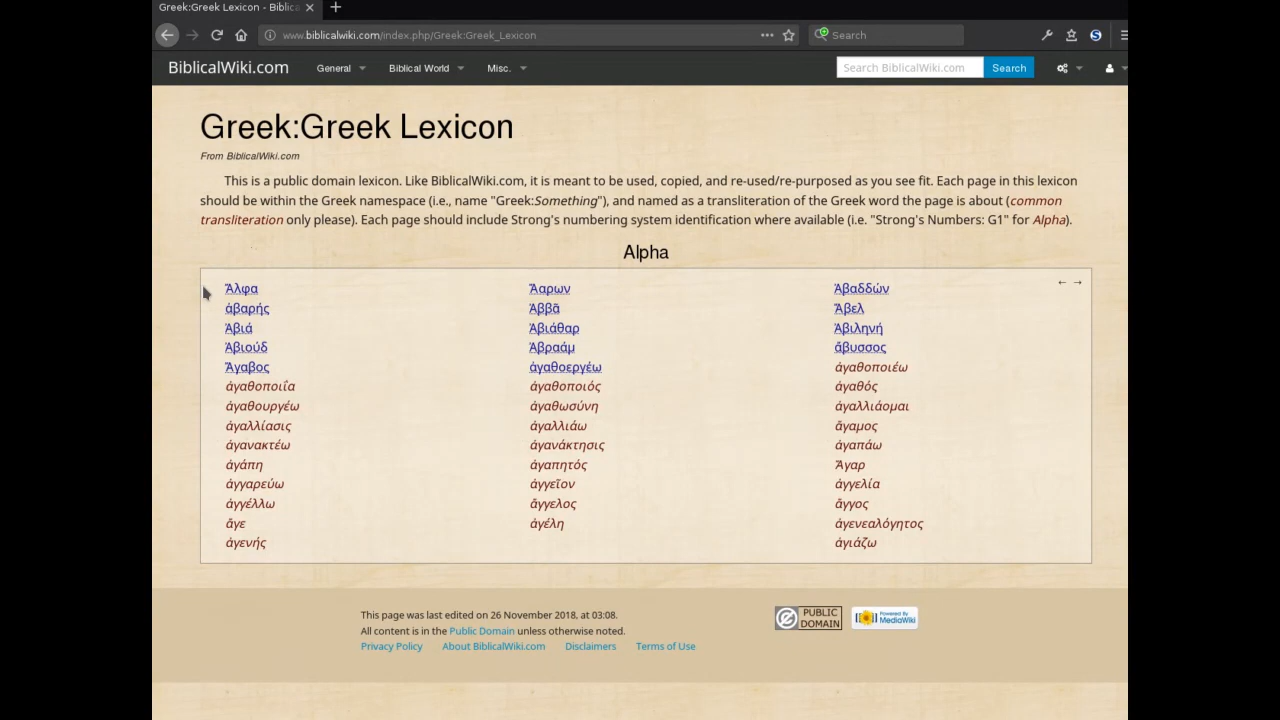 Greek:Greek Lexicon - Biblica
www.biblicalwiki.com/index.php/Greek:Greek_Lexicon
Search
BiblicalWiki.com General Biblical World Misc. Search BiblicalWiki.com Search
Greek:Greek Lexicon
From BiblicalWiki.com
This is a public domain lexicon. Like BiblicalWiki.com, it is meant to be used, copied, and re-used/re-purposed as you see fit. Each page in this lexicon
should be within the Greek namespace (i.e., name "Greek:Something"), and named as a transliteration of the Greek word the page is about (common
transliteration only please). Each page should include Strong's numbering system identification where available (i.e. "Strong's Numbers: G1" for Alpha).
Alpha
← →
Ἄλφα Ἀαρων Ἀβαδδών
ἀβαρής Ἀββᾶ Ἄβελ
Ἀβιά Ἀβιάθαρ Ἀβιληνή
Ἀβιούδ Ἀβραάμ ἄβυσσος
Ἄγαβος ἀγαθοεργέω ἀγαθοποιέω
ἀγαθοποιΐα ἀγαθοποιός ἀγαθός
ἀγαθουργέω ἀγαθωσύνη ἀγαλλιάομαι
ἀγαλλίασις ἀγαλλιάω ἄγαμος
ἀγανακτέω ἀγανάκτησις ἀγαπάω
ἀγάπη ἀγαπητός Ἄγαρ
ἀγγαρεύω ἀγγεῖον ἀγγελία
ἀγγέλλω ἄγγελος ἄγγος
ἄγε ἀγέλη ἀγενεαλόγητος
ἀγενής ἁγιάζω
This page was last edited on 26 November 2018, at 03:08.
All content is in the Public Domain unless otherwise noted.
Privacy Policy About BiblicalWiki.com Disclaimers Terms of Use
PUBLIC
DOMAIN
Powered By
MediaWiki